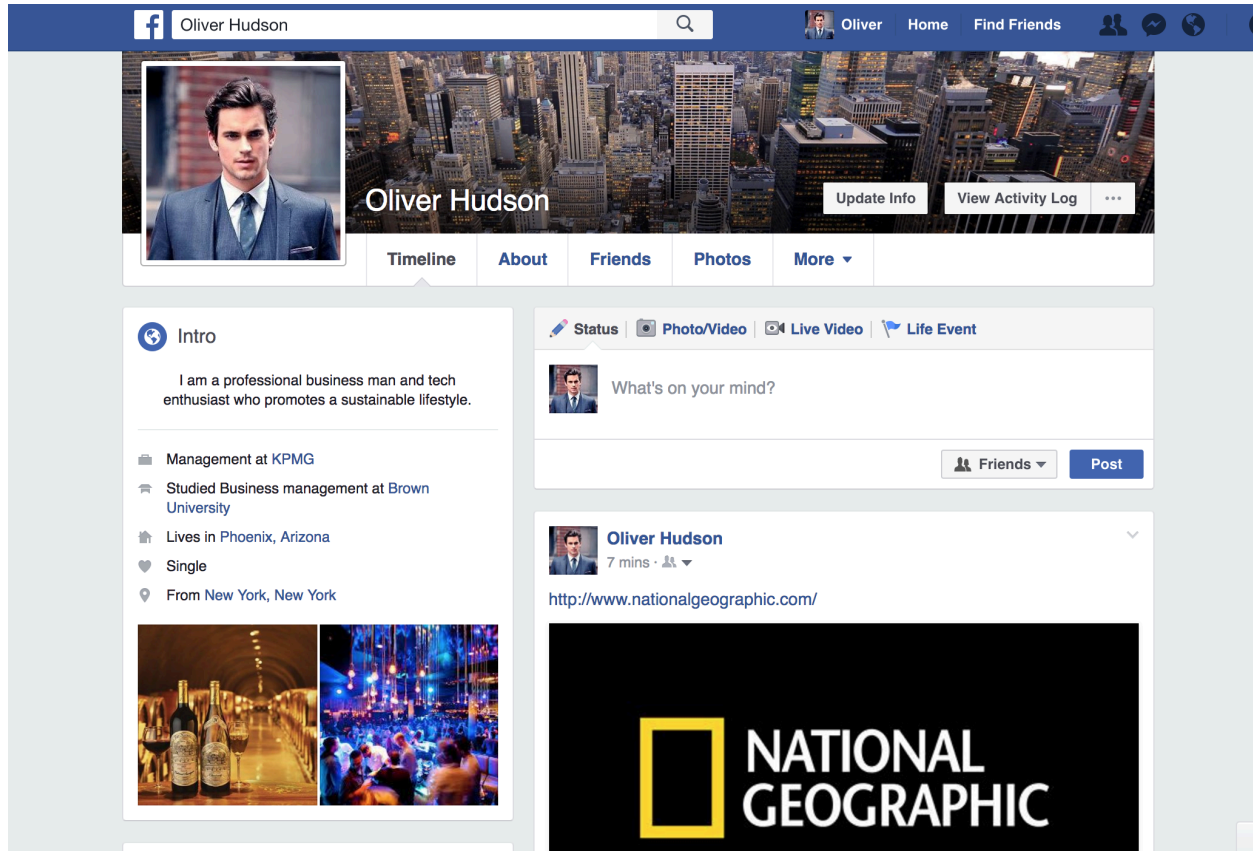 Oliver Hudson
Oliver
Home
Find Friends
Oliver Hudson
Update Info
View Activity Log
Timeline
About
Friends
Photos
More
Intro
I am a professional business man and tech
enthusiast who promotes a sustainable lifestyle.
Management at KPMG
Studied Business management at Brown
University
Lives in Phoenix, Arizona
Single
From New York, New York
Status
Photo/Video
Live Video
Life Event
What's on your mind?
Friends
Post
Oliver Hudson
7 mins ·
http://www.nationalgeographic.com/
NATIONAL
GEOGRAPHIC